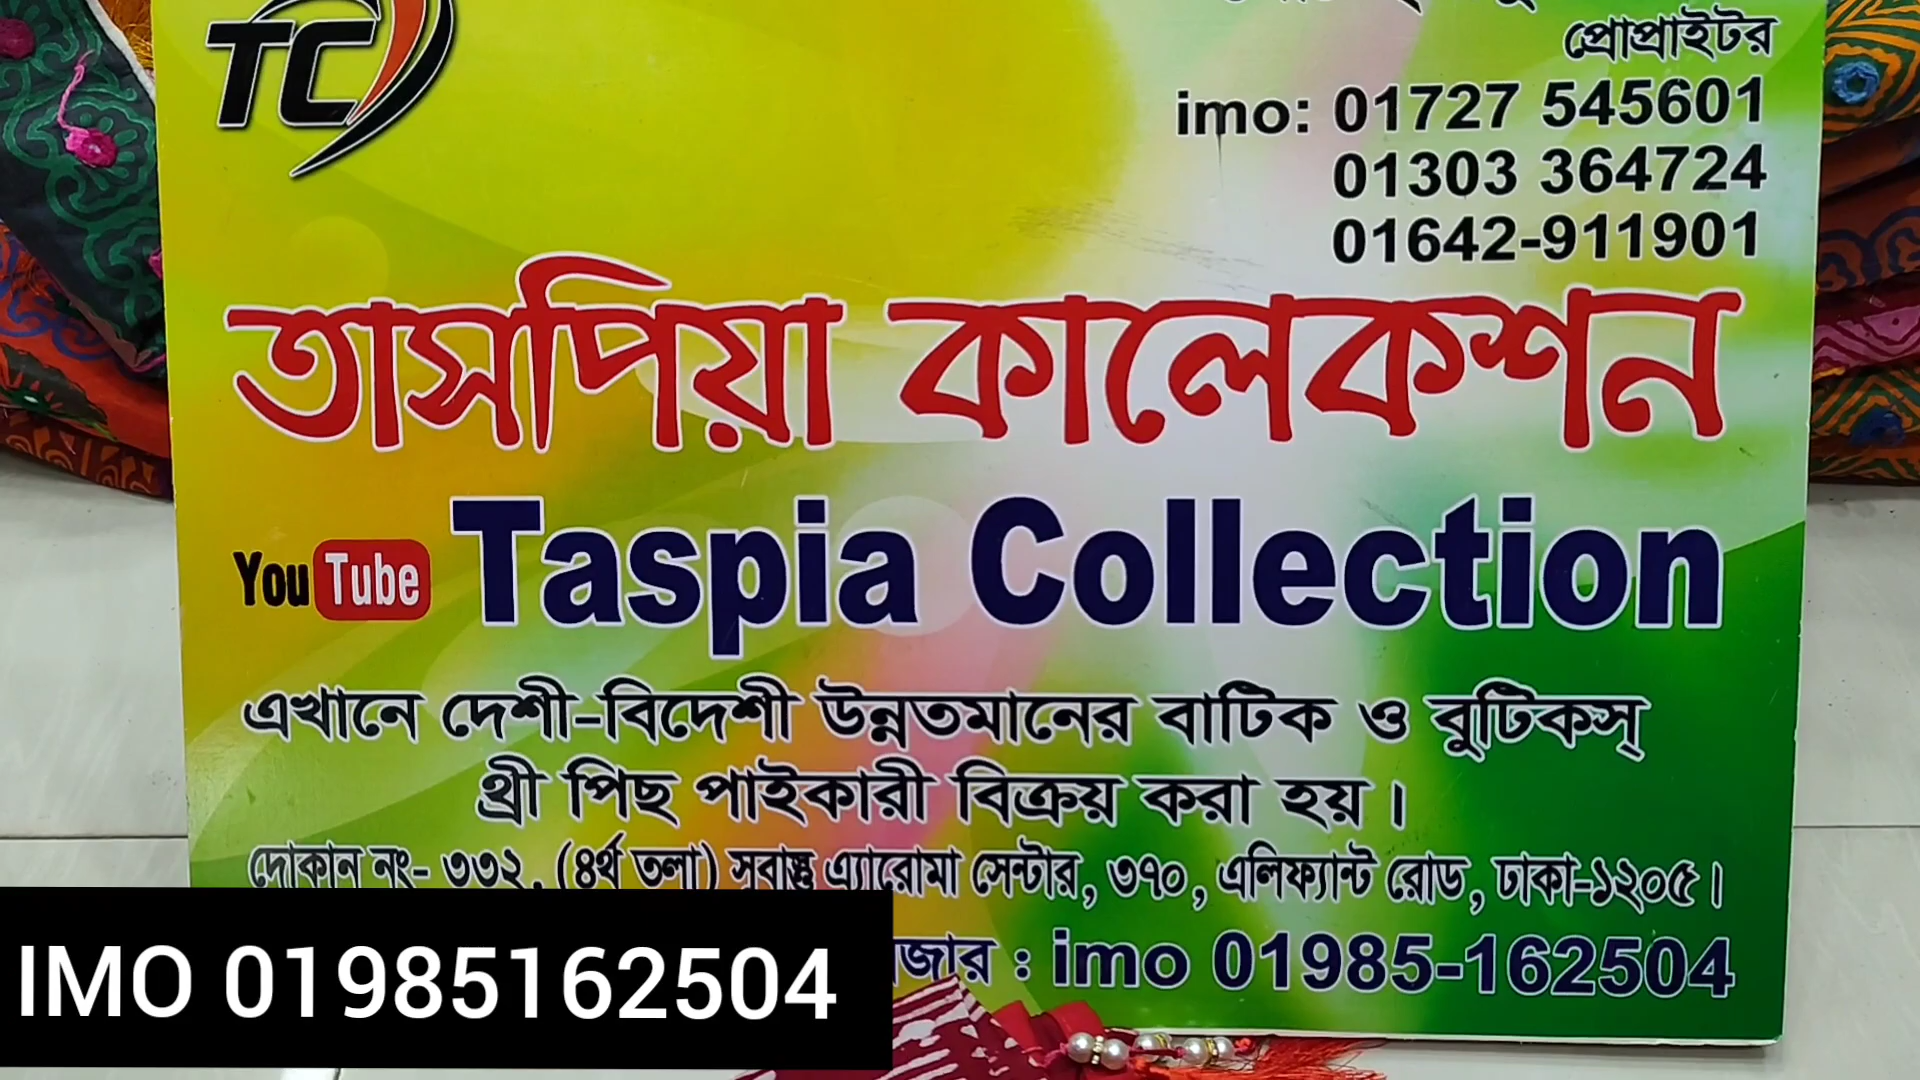 TC
প্রোপ্রাইটর
imo: 01727 545601
01303 364724
01642-911901
তাসপিয়া কালেকশন
YouTube Taspia Collection
এখানে দেশী-বিদেশী উন্নতমানের বাটিক ও বুটিকস্
থ্রী পিছ পাইকারী বিক্রয় করা হয়।
দোকান নং- ৩৩২, (৪র্থ তলা) সুবাস্তু এ্যারোমা সেন্টার, ৩৭০, এলিফ্যান্ট রোড, ঢাকা-১২০৫।
: imo 01985-162504
IMO 01985162504